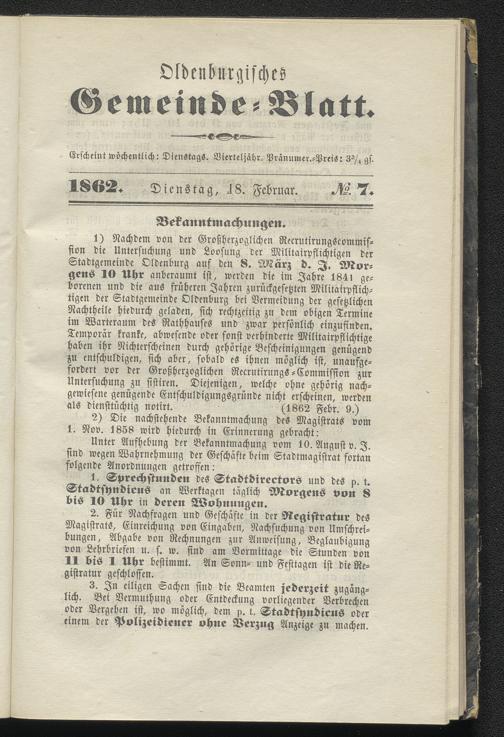 Oldenburgisches
Gemeinde-Blatt.
Erscheint wöchentlich: Dienstags. Vierteljähr. Pränumer.-Preis: 3¾ gſ.
1862. Dienstag, 18. Februar. № 7.
Bekanntmachungen.
1) Nachdem von der Großherzoglichen Recrutirungscommiſ-
ſion die Unterſuchung und Looſung der Militairpflichtigen der
Stadtgemeinde Oldenburg auf den 8. März d. J. Mor-
gens 10 Uhr anberaumt iſt, werden die im Jahre 1841 ge-
borenen und die aus früheren Jahren zurückgeſetzten Militairpflich-
tigen der Stadtgemeinde Oldenburg bei Vermeidung der geſetzlichen
Nachtheile hiedurch geladen, ſich rechtzeitig zu dem obigen Termine
im Warteraum des Rathhauſes und zwar perſönlich einzufinden.
Temporär kranke, abweſende oder ſonſt verhinderte Militairpflichtige
haben ihr Nichterſcheinen durch gehörige Beſcheinigungen genügend
zu entſchuldigen, ſich aber, ſobald es ihnen möglich iſt, unaufge-
fordert vor der Großherzoglichen Recrutirungs-Commiſſion zur
Unterſuchung zu ſiſtiren. Diejenigen, welche ohne gehörig nach-
gewieſene genügende Entſchuldigungsgründe nicht erſcheinen, werden
als dienſtüchtig notirt. (1862 Febr. 9.)
2) Die nachſtehende Bekanntmachung des Magiſtrats vom
1. Nov. 1858 wird hiedurch in Erinnerung gebracht:
Unter Aufhebung der Bekanntmachung vom 10. Auguſt v. J.
ſind wegen Wahrnehmung der Geſchäfte beim Stadtmagiſtrat fortan
folgende Anordnungen getroffen:
1. Sprechſtunden des Stadtdirectors und des p. t.
Stadtſyndicus an Werktagen täglich Morgens von 8
bis 10 Uhr in deren Wohnungen.
2. Für Nachfragen und Geſchäfte in der Regiſtratur des
Magiſtrats, Einreichung von Eingaben, Nachſuchung von Umſchrei-
bungen, Abgabe von Rechnungen zur Anweiſung, Beglaubigung
von Lehrbriefen u. ſ. w. ſind am Vormittage die Stunden von
11 bis 1 Uhr beſtimmt. An Sonn- und Feſttagen iſt die Re-
giſtratur geſchloſſen.
3. In eiligen Sachen ſind die Beamten jederzeit zugäng-
lich. Bei Vermuthung oder Entdeckung vorliegender Verbrechen
oder Vergehen iſt, wo möglich, dem p. t. Stadtſyndicus oder
einem der Polizeidiener ohne Verzug Anzeige zu machen.